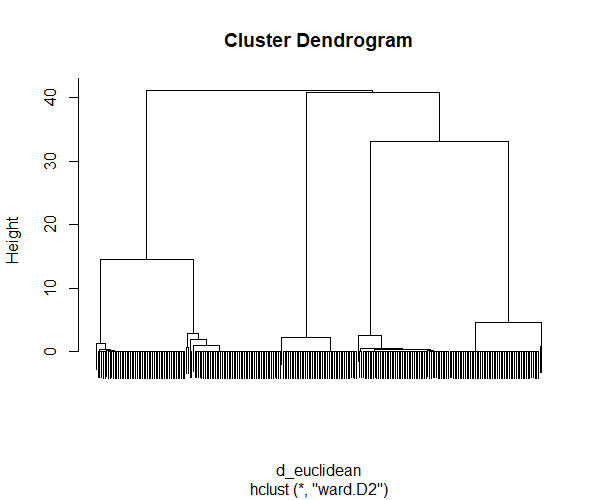 Cluster Dendrogram
Height
40
30
20
10
0
d_euclidean
hclust (*, "ward.D2")